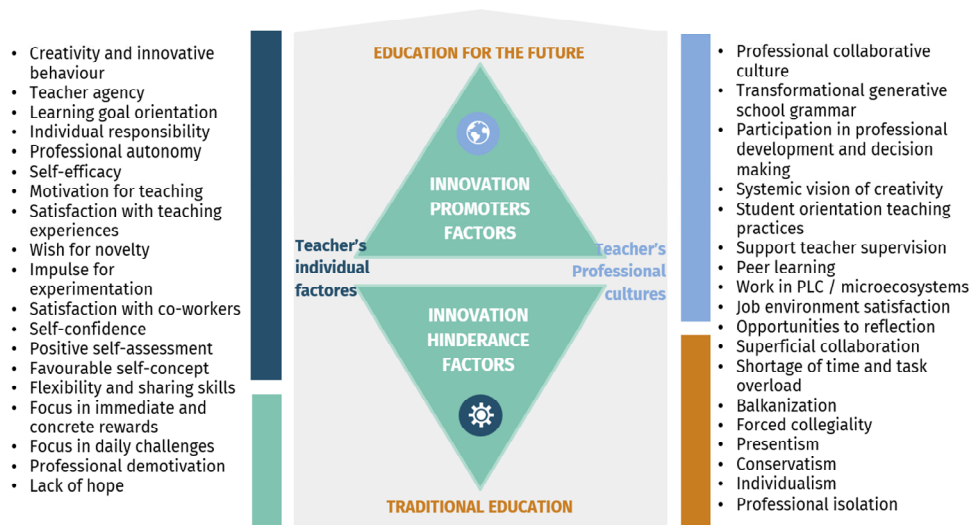 • Creativity and innovative
behaviour
• Teacher agency
• Learning goal orientation
• Individual responsibility
• Professional autonomy
• Self-efficacy
• Motivation for teaching
• Satisfaction with teaching
experiences
• Wish for novelty
• Impulse for
experimentation
• Satisfaction with co-workers
• Self-confidence
• Positive self-assessment
• Favourable self-concept
• Flexibility and sharing skills
• Focus in immediate and
concrete rewards
• Focus in daily challenges
• Professional demotivation
• Lack of hope
EDUCATION FOR THE FUTURE
INNOVATION
PROMOTERS
FACTORS
Teacher's
individual
factores
Teacher's
Professional
cultures
INNOVATION
HINDERANCE
FACTORS
TRADITIONAL EDUCATION
• Professional collaborative
culture
• Transformational generative
school grammar
• Participation in professional
development and decision
making
• Systemic vision of creativity
• Student orientation teaching
practices
• Support teacher supervision
• Peer learning
• Work in PLC / microecosystems
• Job environment satisfaction
• Opportunities to reflection
• Superficial collaboration
• Shortage of time and task
overload
• Balkanization
• Forced collegiality
• Presentism
• Conservatism
• Individualism
• Professional isolation